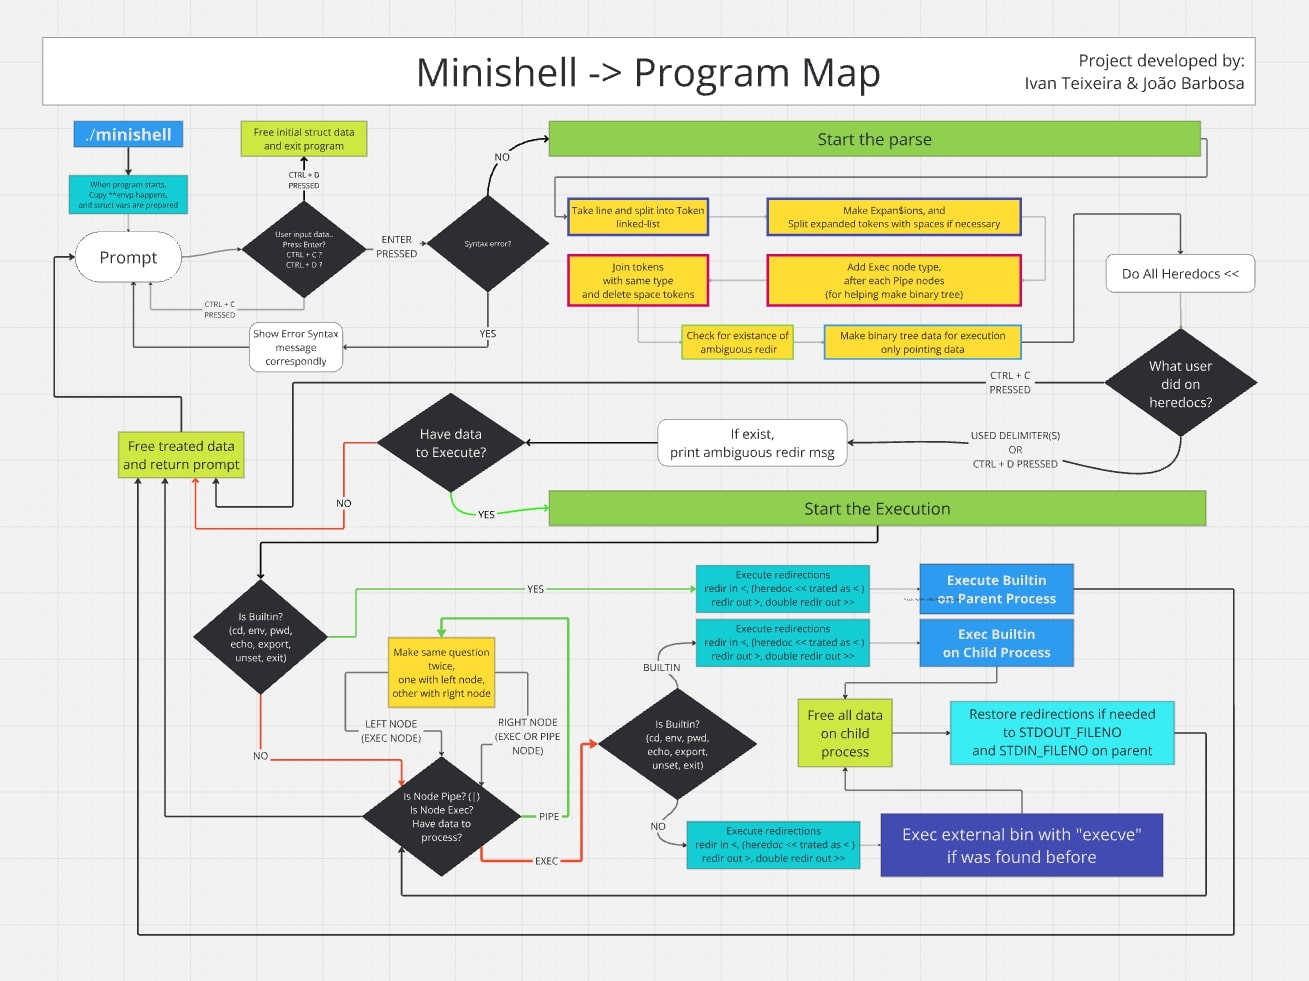 Minishell -> Program Map
Project developed by:
Ivan Teixeira & João Barbosa
./minishell
When program starts,
Copy **envp happens,
and struct vars are prepared
Prompt
Free initial struct data
and exit program
CTRL + D
PRESSED
User input data..
Press Enter?
CTRL + C ?
CTRL + D ?
ENTER
PRESSED
CTRL + C
PRESSED
Syntax error?
NO
YES
Show Error Syntax
message
correspondly
Start the parse
Take line and split into Token
linked-list
Make Expan$ions, and
Split expanded tokens with spaces if necessary
Join tokens
with same type
and delete space tokens
Add Exec node type,
after each Pipe nodes
(for helping make binary tree)
Check for existance of
ambiguous redir
Make binary tree data for execution
only pointing data
Do All Heredocs <<
What user
did on
heredocs?
CTRL + C
PRESSED
USED DELIMITER(S)
OR
CTRL + D PRESSED
If exist,
print ambiguous redir msg
Have data
to Execute?
NO
YES
Free treated data
and return prompt
Start the Execution
Is Builtin?
(cd, env, pwd,
echo, export,
unset, exit)
YES
NO
Execute redirections
redir in <, (heredoc << trated as < )
redir out >, double redir out >>
Execute Builtin
on Parent Process
Make same question
twice,
one with left node,
other with right node
LEFT NODE
(EXEC NODE)
RIGHT NODE
(EXEC OR PIPE
NODE)
Is Node Pipe? (|)
Is Node Exec?
Have data to
process?
PIPE
EXEC
Is Builtin?
(cd, env, pwd,
echo, export,
unset, exit)
BUILTIN
NO
Execute redirections
redir in <, (heredoc << trated as < )
redir out >, double redir out >>
Exec Builtin
on Child Process
Free all data
on child
process
Restore redirections if needed
to STDOUT_FILENO
and STDIN_FILENO on parent
Execute redirections
redir in <, (heredoc << trated as < )
redir out >, double redir out >>
Exec external bin with "execve"
if was found before